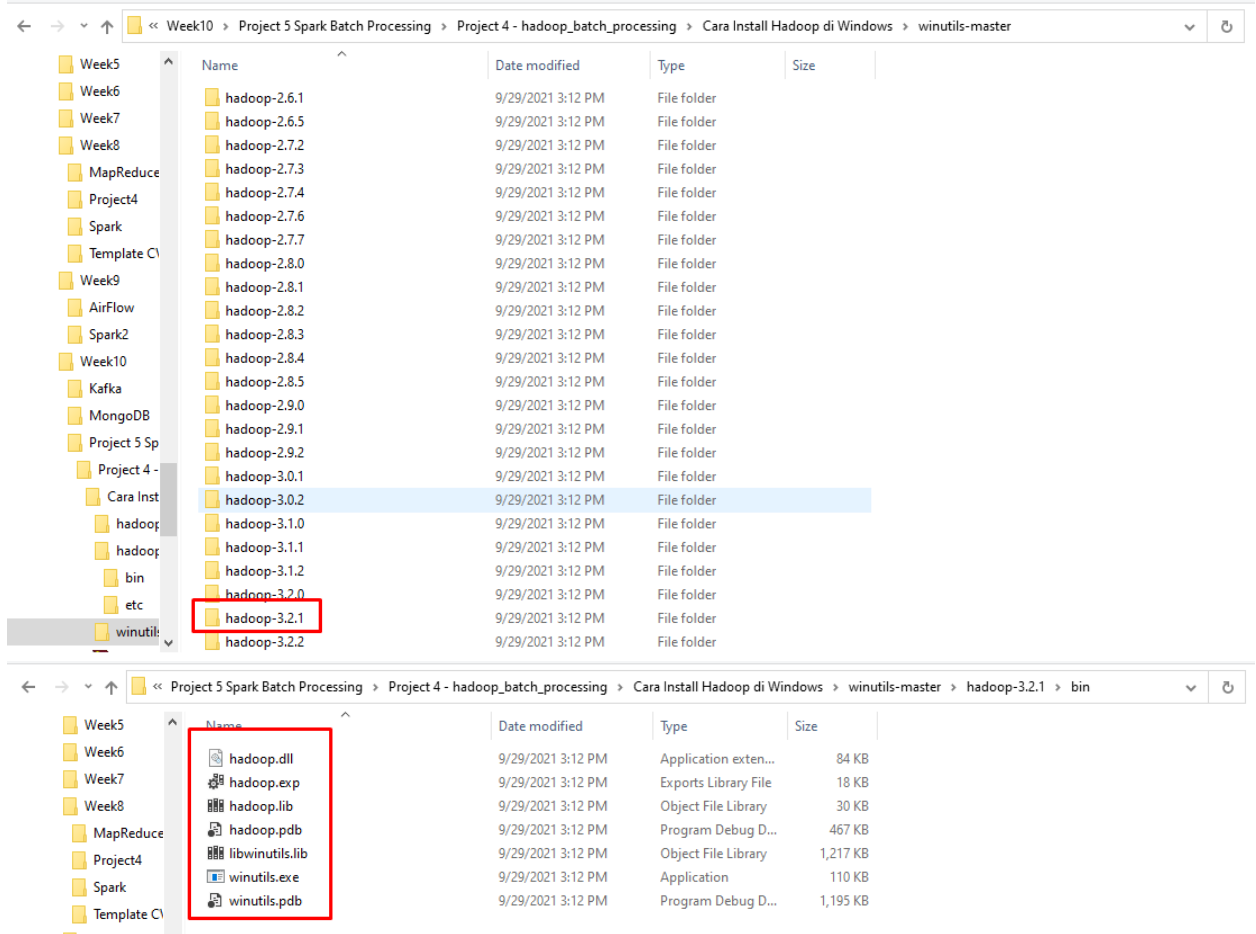 « Week10 › Project 5 Spark Batch Processing › Project 4 - hadoop_batch_processing › Cara Install Hadoop di Windows › winutils-master
Week5
Week6
Week7
Week8
MapReduce
Project4
Spark
Template C\
Week9
AirFlow
Spark2
Week10
Kafka
MongoDB
Project 5 Sp
Project 4 -
Cara Inst
hadoop
hadoop
bin
etc
winutils
Name Date modified Type Size
hadoop-2.6.1 9/29/2021 3:12 PM File folder
hadoop-2.6.5 9/29/2021 3:12 PM File folder
hadoop-2.7.2 9/29/2021 3:12 PM File folder
hadoop-2.7.3 9/29/2021 3:12 PM File folder
hadoop-2.7.4 9/29/2021 3:12 PM File folder
hadoop-2.7.6 9/29/2021 3:12 PM File folder
hadoop-2.7.7 9/29/2021 3:12 PM File folder
hadoop-2.8.0 9/29/2021 3:12 PM File folder
hadoop-2.8.1 9/29/2021 3:12 PM File folder
hadoop-2.8.2 9/29/2021 3:12 PM File folder
hadoop-2.8.3 9/29/2021 3:12 PM File folder
hadoop-2.8.4 9/29/2021 3:12 PM File folder
hadoop-2.8.5 9/29/2021 3:12 PM File folder
hadoop-2.9.0 9/29/2021 3:12 PM File folder
hadoop-2.9.1 9/29/2021 3:12 PM File folder
hadoop-2.9.2 9/29/2021 3:12 PM File folder
hadoop-3.0.1 9/29/2021 3:12 PM File folder
hadoop-3.0.2 9/29/2021 3:12 PM File folder
hadoop-3.1.0 9/29/2021 3:12 PM File folder
hadoop-3.1.1 9/29/2021 3:12 PM File folder
hadoop-3.1.2 9/29/2021 3:12 PM File folder
hadoop-3.2.0 9/29/2021 3:12 PM File folder
hadoop-3.2.1 9/29/2021 3:12 PM File folder
hadoop-3.2.2 9/29/2021 3:12 PM File folder
« Project 5 Spark Batch Processing › Project 4 - hadoop_batch_processing › Cara Install Hadoop di Windows › winutils-master › hadoop-3.2.1 › bin
Week5
Week6
Week7
Week8
MapReduce
Project4
Spark
Template C\
Name Date modified Type Size
hadoop.dll 9/29/2021 3:12 PM Application exten... 84 KB
hadoop.exp 9/29/2021 3:12 PM Exports Library File 18 KB
hadoop.lib 9/29/2021 3:12 PM Object File Library 30 KB
hadoop.pdb 9/29/2021 3:12 PM Program Debug D... 467 KB
libwinutils.lib 9/29/2021 3:12 PM Object File Library 1,217 KB
winutils.exe 9/29/2021 3:12 PM Application 110 KB
winutils.pdb 9/29/2021 3:12 PM Program Debug D... 1,195 KB